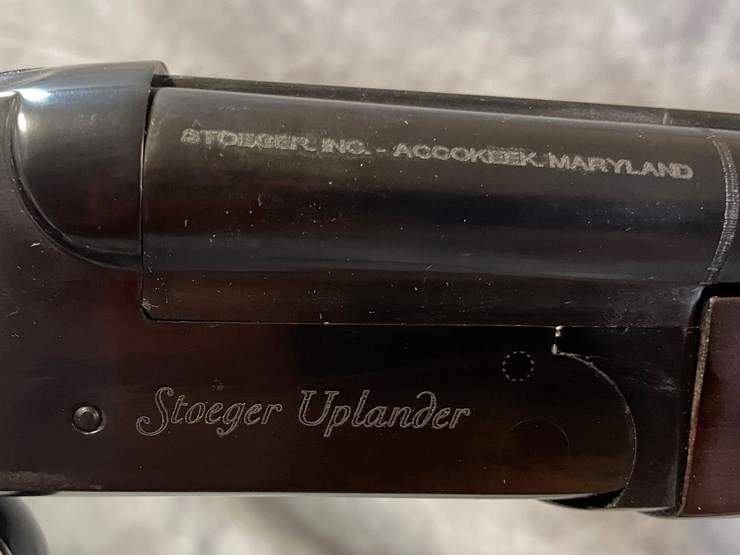 STOEGER, INC. - ACCOKEEK, MARYLAND
Stoeger Uplander